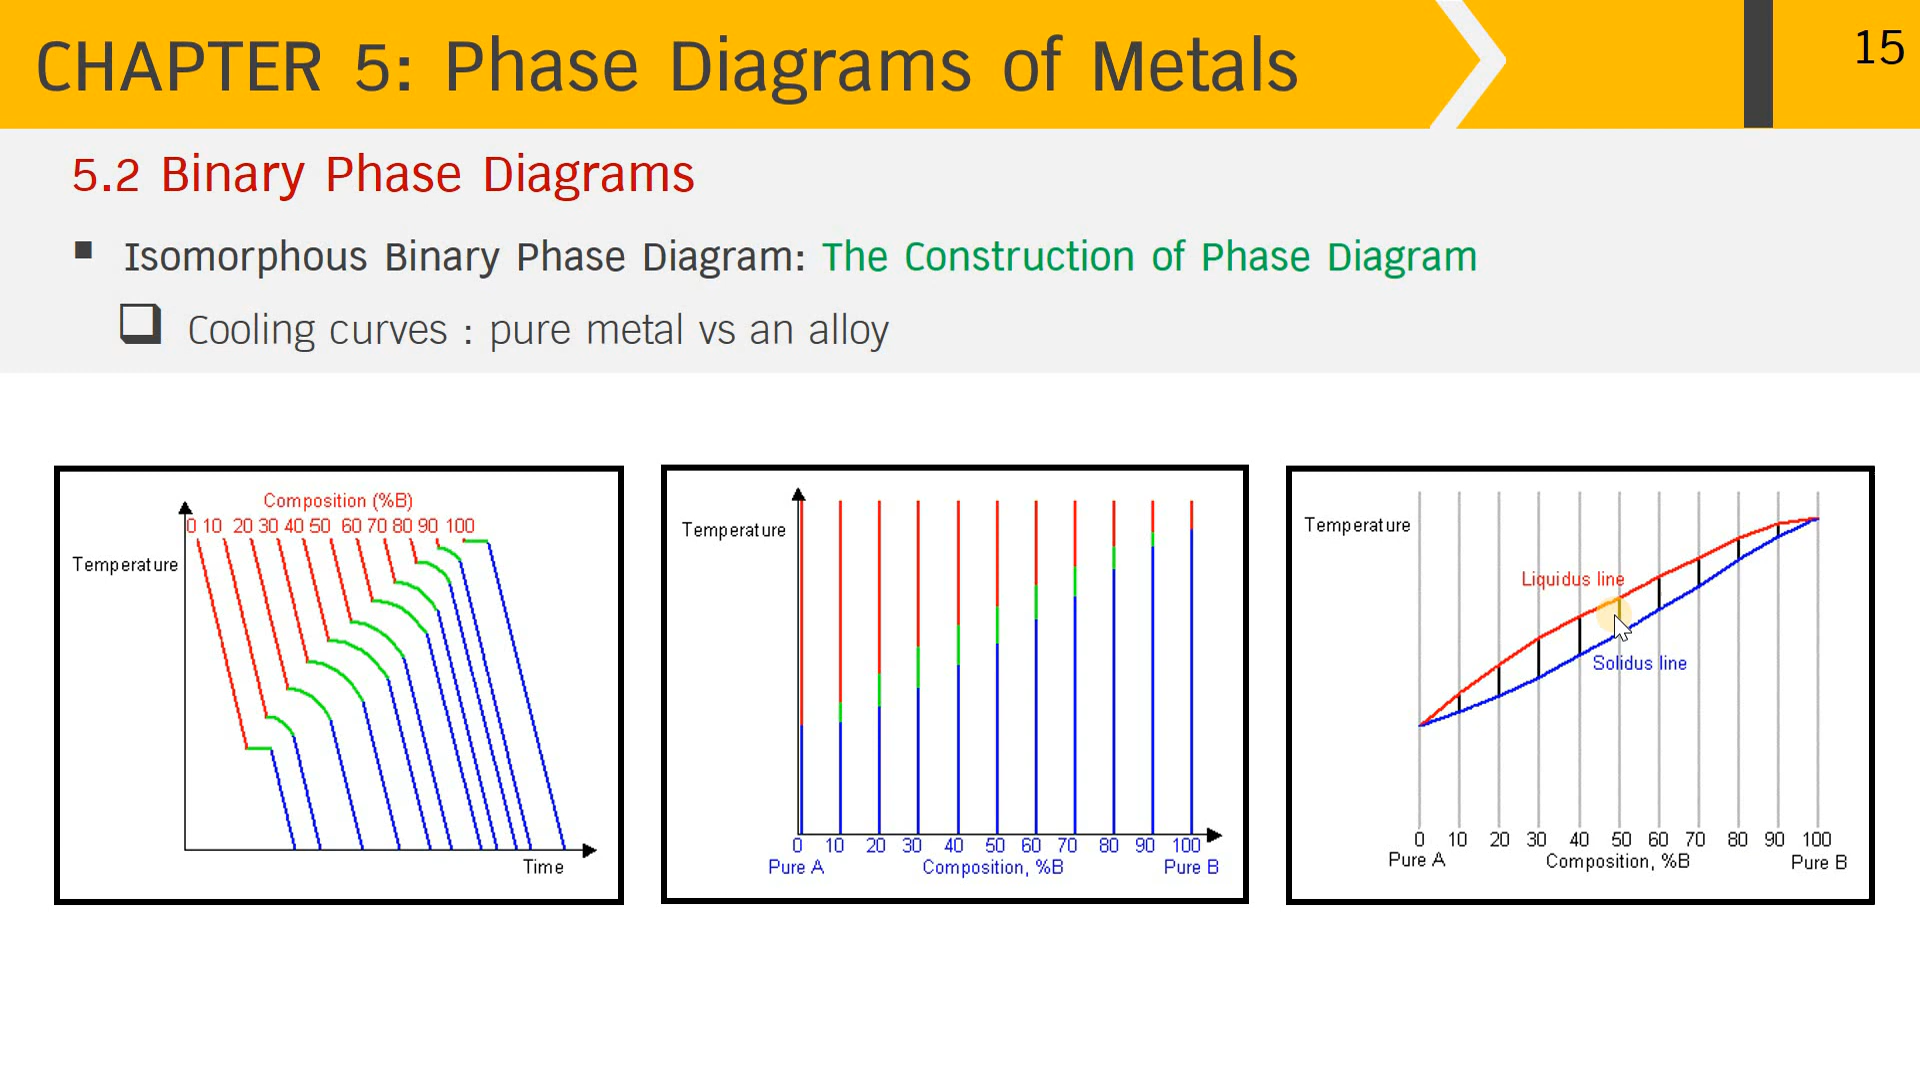 CHAPTER 5: Phase Diagrams of Metals
15
5.2 Binary Phase Diagrams
Isomorphous Binary Phase Diagram: The Construction of Phase Diagram
Cooling curves : pure metal vs an alloy
Composition (%B)
0 10 20 30 40 50 60 70 80 90 100
Temperature
Time
Temperature
0 10 20 30 40 50 60 70 80 90 100
Pure A Composition, %B Pure B
Temperature
Liquidus line
Solidus line
0 10 20 30 40 50 60 70 80 90 100
Pure A Composition, %B Pure B